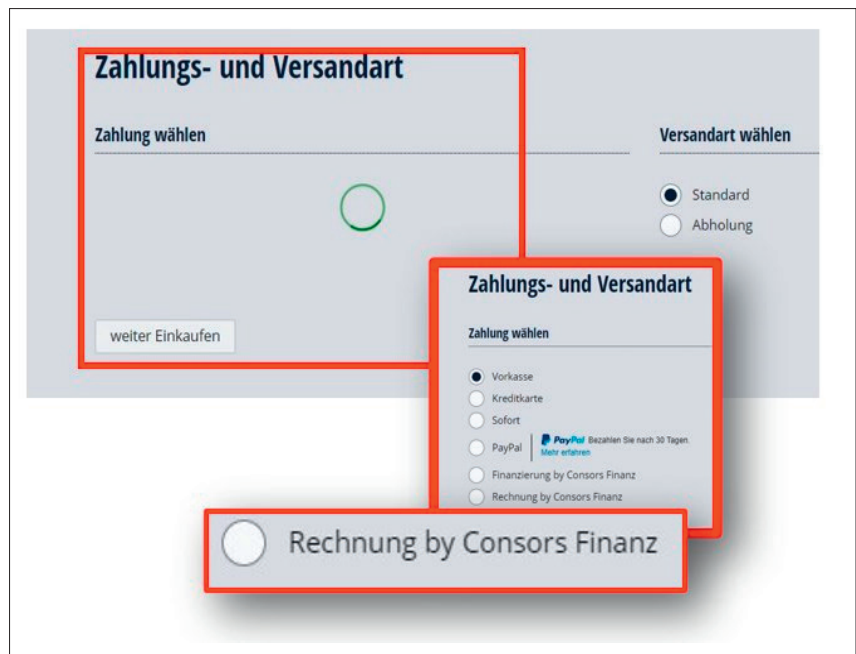 Zahlungs- und Versandart
Zahlung wählen
Versandart wählen
Standard
Abholung
weiter Einkaufen
Zahlungs- und Versandart
Zahlung wählen
Vorkasse
Kreditkarte
Sofort
PayPal PayPal Bezahlen Sie nach 30 Tagen.
Mehr erfahren
Finanzierung by Consors Finanz
Rechnung by Consors Finanz
Rechnung by Consors Finanz